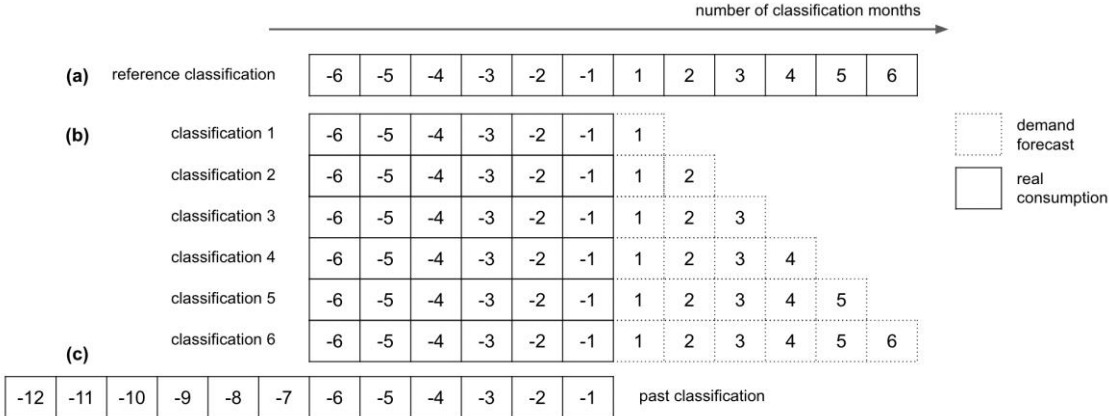 number of classification months
(a) reference classification -6 -5 -4 -3 -2 -1 1 2 3 4 5 6
(b) classification 1 -6 -5 -4 -3 -2 -1 1
demand
forecast
classification 2 -6 -5 -4 -3 -2 -1 1 2
real
consumption
classification 3 -6 -5 -4 -3 -2 -1 1 2 3
classification 4 -6 -5 -4 -3 -2 -1 1 2 3 4
classification 5 -6 -5 -4 -3 -2 -1 1 2 3 4 5
classification 6 -6 -5 -4 -3 -2 -1 1 2 3 4 5 6
(c)
-12 -11 -10 -9 -8 -7 -6 -5 -4 -3 -2 -1 past classification